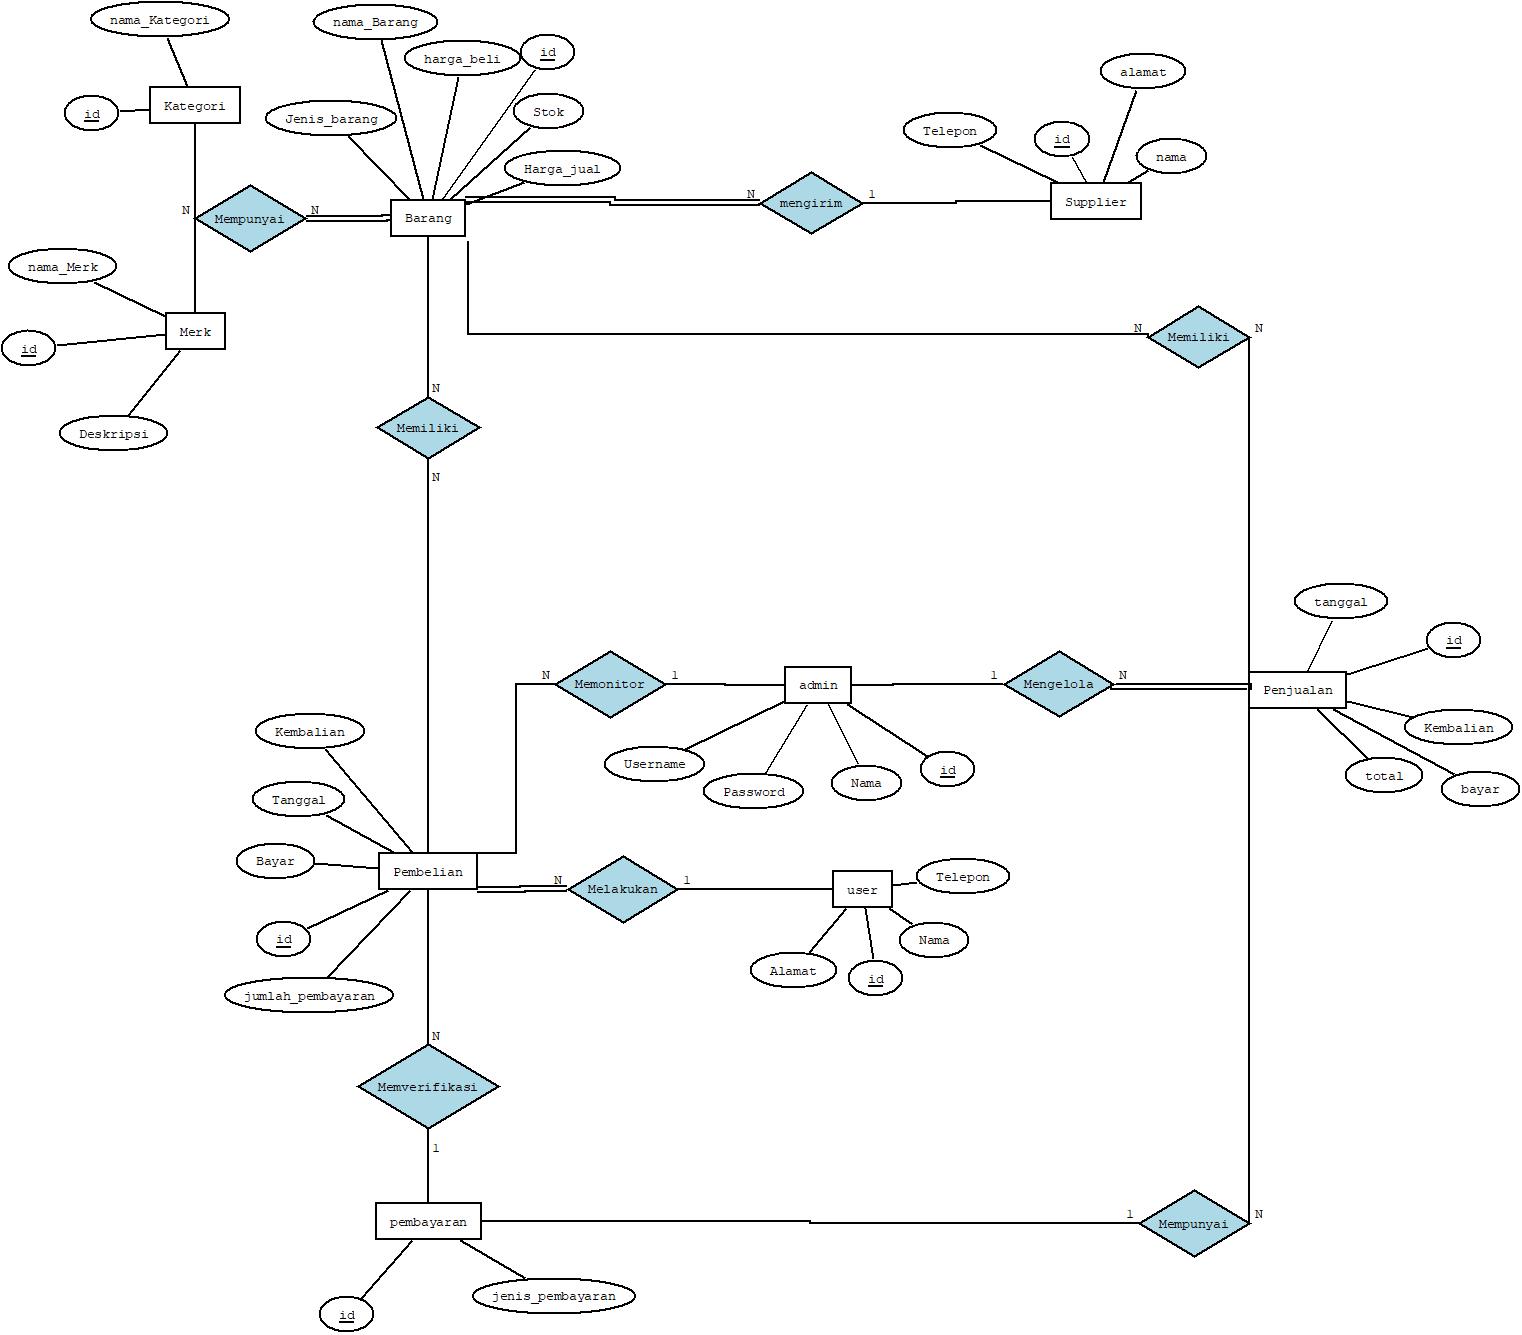 nama_Kategori
nama_Barang
harga_beli
id
alamat
Kategori
id
Jenis_barang
Stok
Telepon
id
nama
Harga_jual
Mempunyai
N
N
Barang
N
mengirim
1
Supplier
nama_Merk
Merk
id
Deskripsi
N
Memiliki
N
N
Memiliki
N
tanggal
id
N
Memonitor
1
admin
1
Mengelola
N
Penjualan
Kembalian
Kembalian
Username
Password
Nama
id
total
bayar
Tanggal
Bayar
Pembelian
N
Melakukan
1
user
Telepon
id
Nama
Alamat
id
jumlah_pembayaran
N
Memverifikasi
1
pembayaran
1
Mempunyai
N
id
jenis_pembayaran